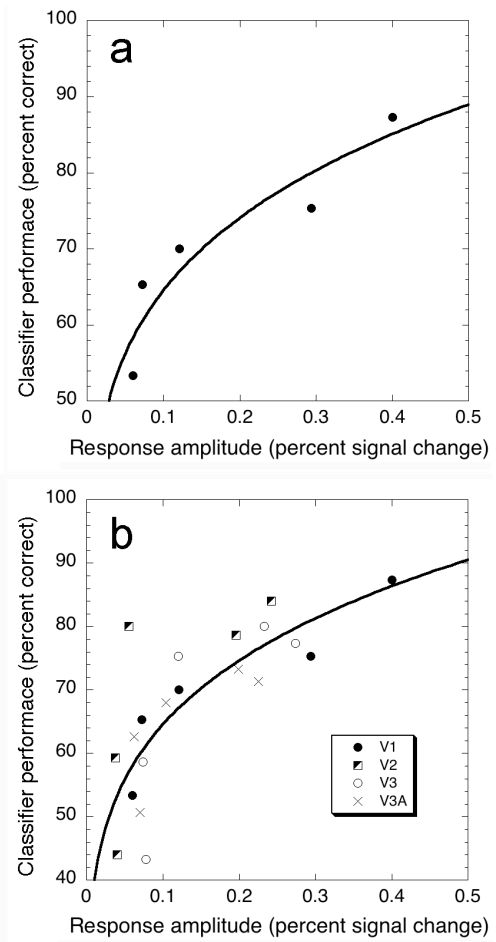 a
100
90
80
70
60
50
Classifier performace (percent correct)
0 0.1 0.2 0.3 0.4 0.5
Response amplitude (percent signal change)
b
100
90
80
70
60
50
40
Classifier performace (percent correct)
V1
V2
V3
V3A
0 0.1 0.2 0.3 0.4 0.5
Response amplitude (percent signal change)